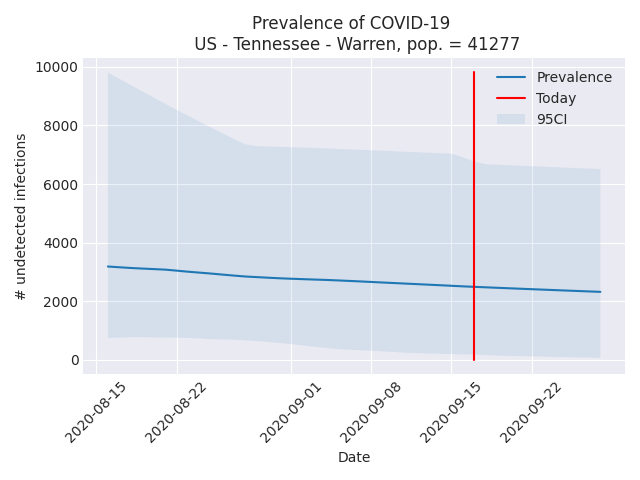 Prevalence of COVID-19
US - Tennessee - Warren, pop. = 41277
10000
8000
6000
4000
2000
0
# undetected infections
Prevalence
Today
95CI
2020-08-15
2020-08-22
2020-09-01
2020-09-08
2020-09-15
2020-09-22
Date